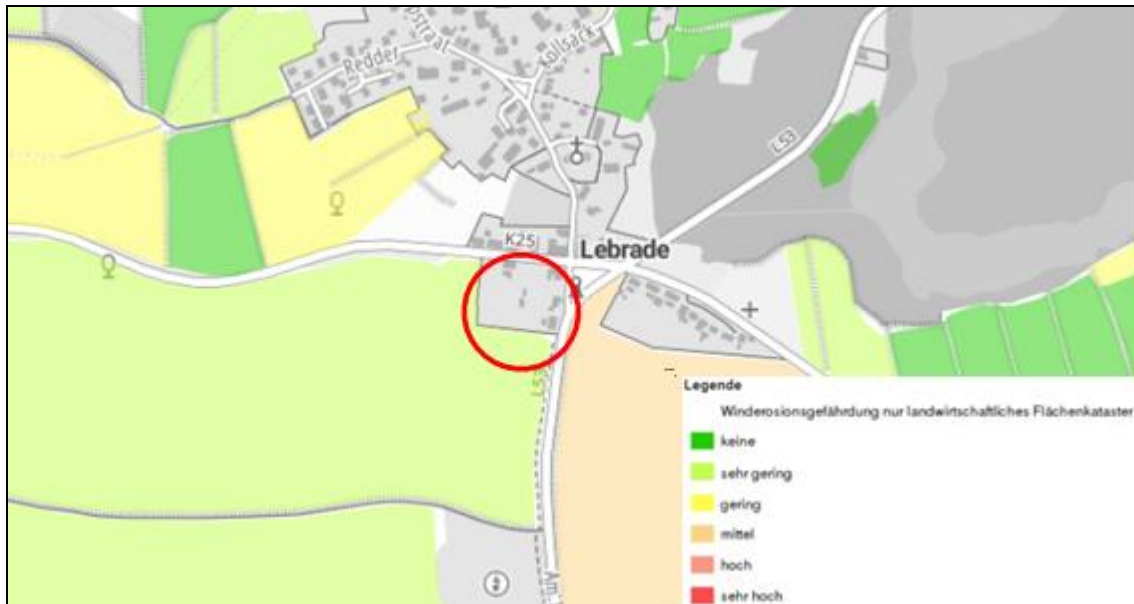 Redder
Kollsack
L53
K25
Lebrade
L53
Am
Legende
Winderosionsgefährdung nur landwirtschaftliches Flächenkataster
keine
sehr gering
gering
mittel
hoch
sehr hoch